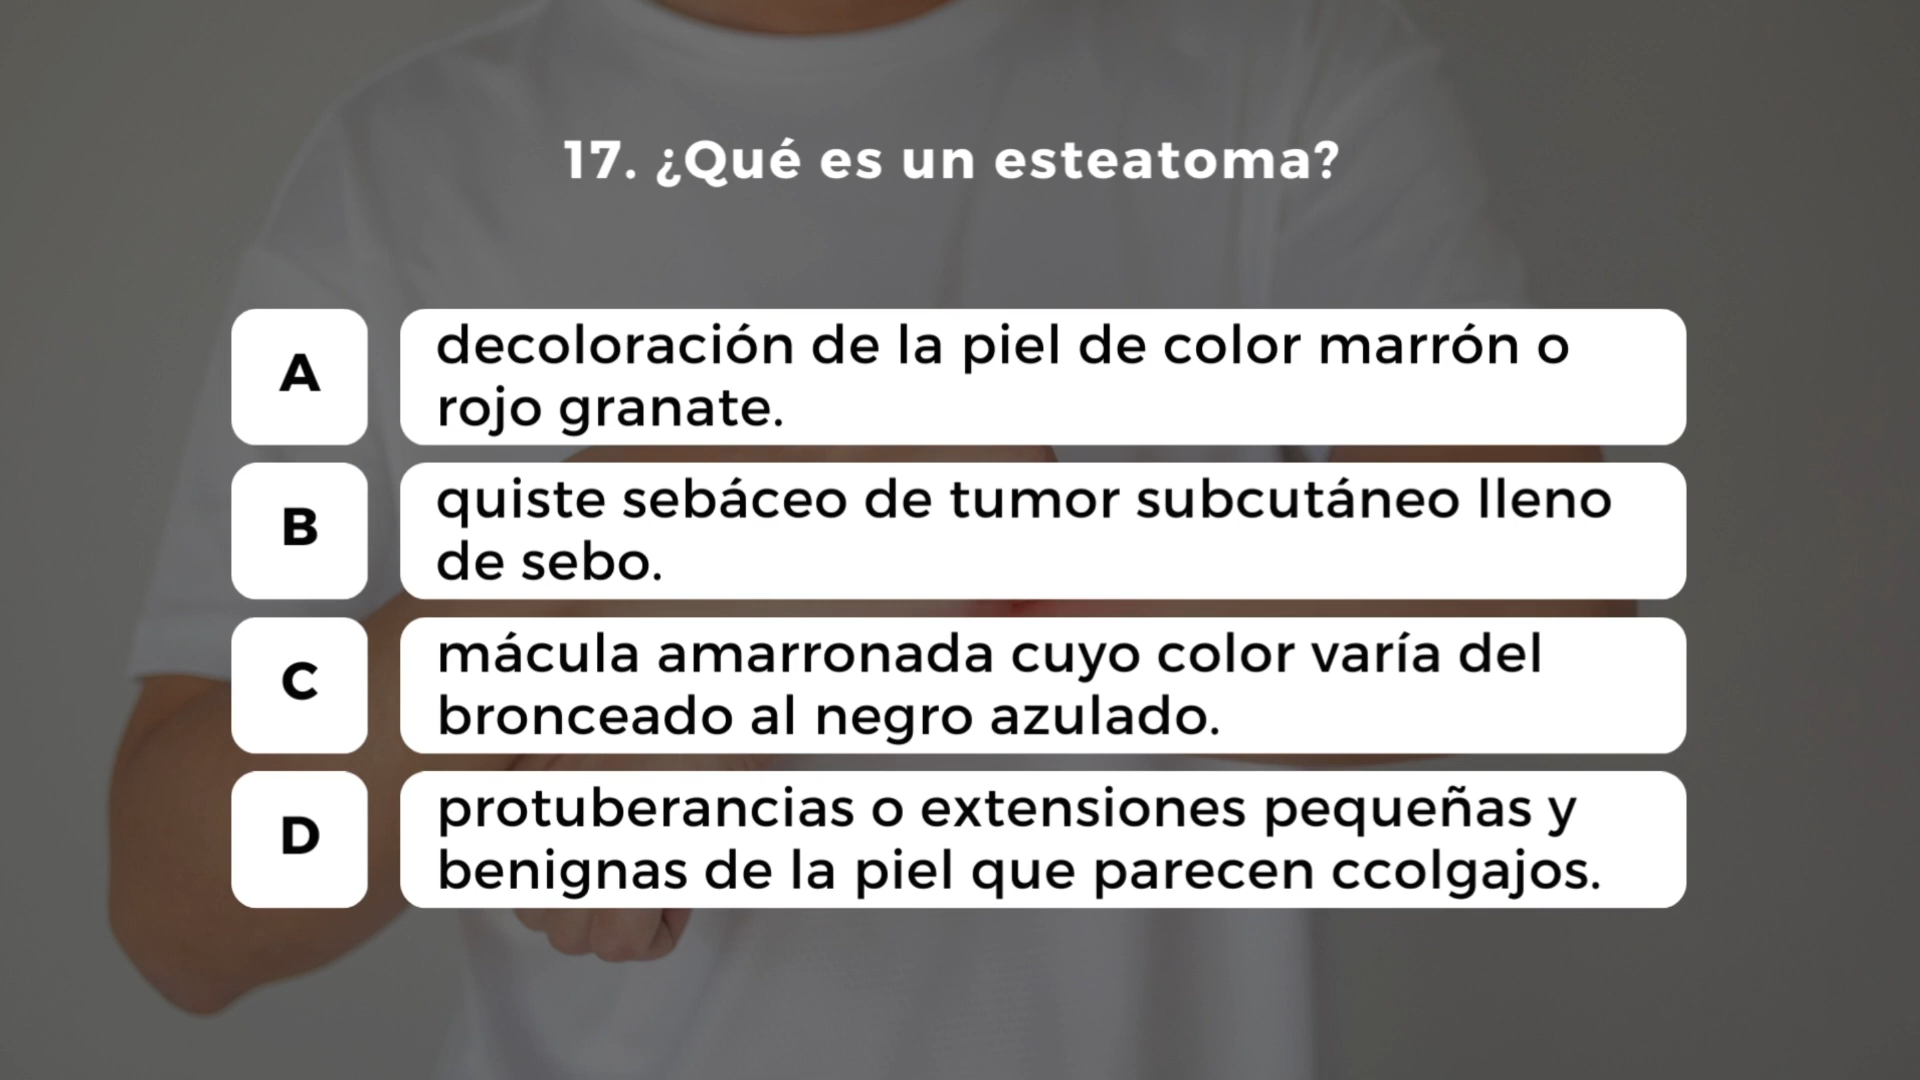 17. ¿Qué es un esteatoma?
A
decoloración de la piel de color marrón o
rojo granate.
B
quiste sebáceo de tumor subcutáneo lleno
de sebo.
C
mácula amarronada cuyo color varía del
bronceado al negro azulado.
D
protuberancias o extensiones pequeñas y
benignas de la piel que parecen ccolgajos.